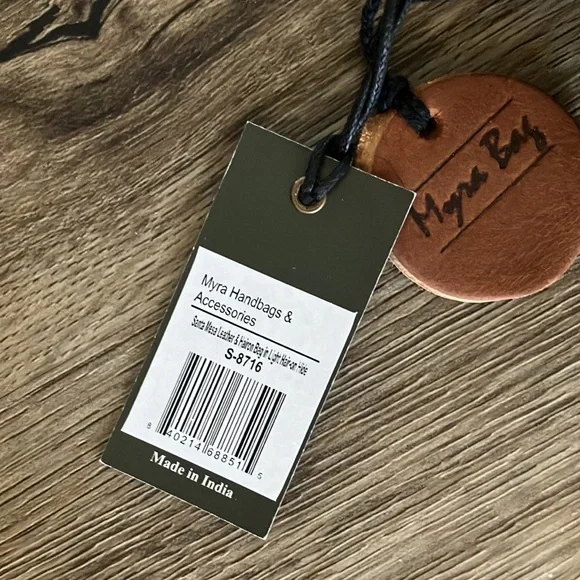 Myra Bag
Myra Handbags &
Accessories
Santa Mesa Leather & Hairon Bag in Light Hair-on Hide
S-8716
8 40214 68851 5
Made in India